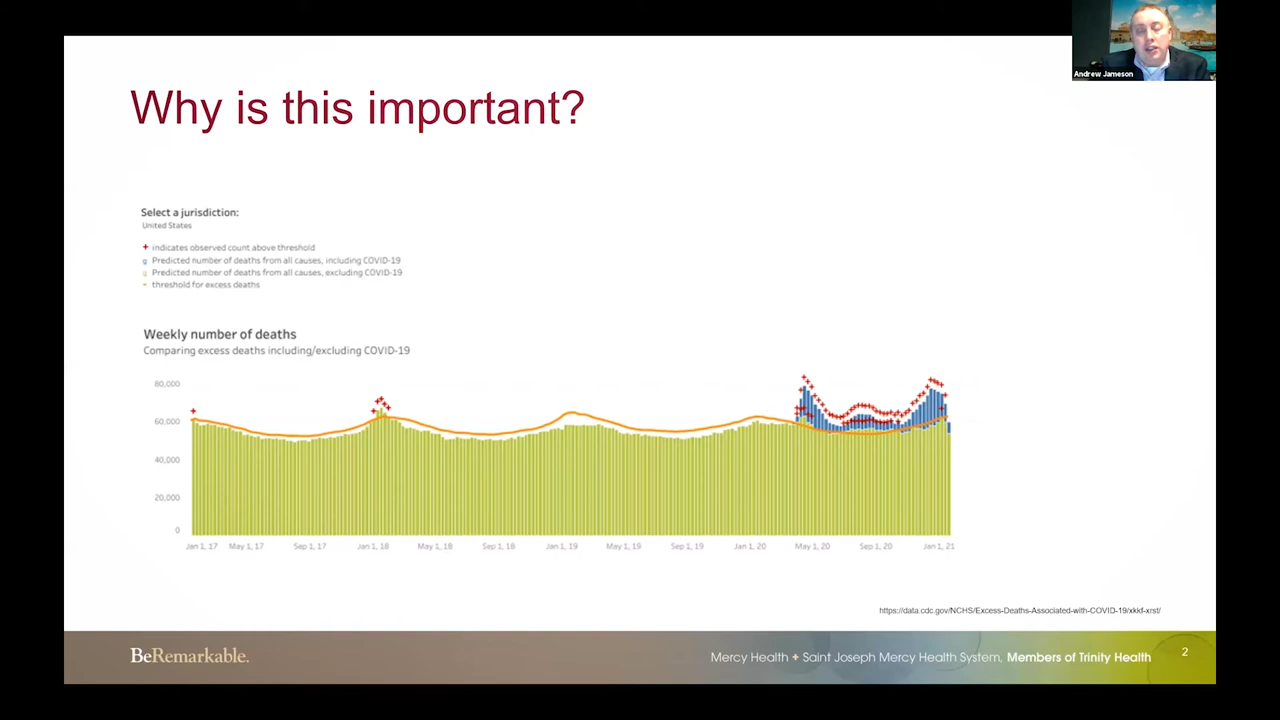 Andrew Jameson
Why is this important?
Select a jurisdiction:
United States
+ indicates observed count above threshold
g Predicted number of deaths from all causes, including COVID-19
g Predicted number of deaths from all causes, excluding COVID-19
- threshold for excess deaths
Weekly number of deaths
Comparing excess deaths including/excluding COVID-19
80,000
60,000
40,000
20,000
0
Jan 1, 17 May 1, 17 Sep 1, 17 Jan 1, 18 May 1, 18 Sep 1, 18 Jan 1, 19 May 1, 19 Sep 1, 19 Jan 1, 20 May 1, 20 Sep 1, 20 Jan 1, 21
https://data.cdc.gov/NCHS/Excess-Deaths-Associated-with-COVID-19/xkkf-xrst/
BeRemarkable.
Mercy Health + Saint Joseph Mercy Health System, Members of Trinity Health
2